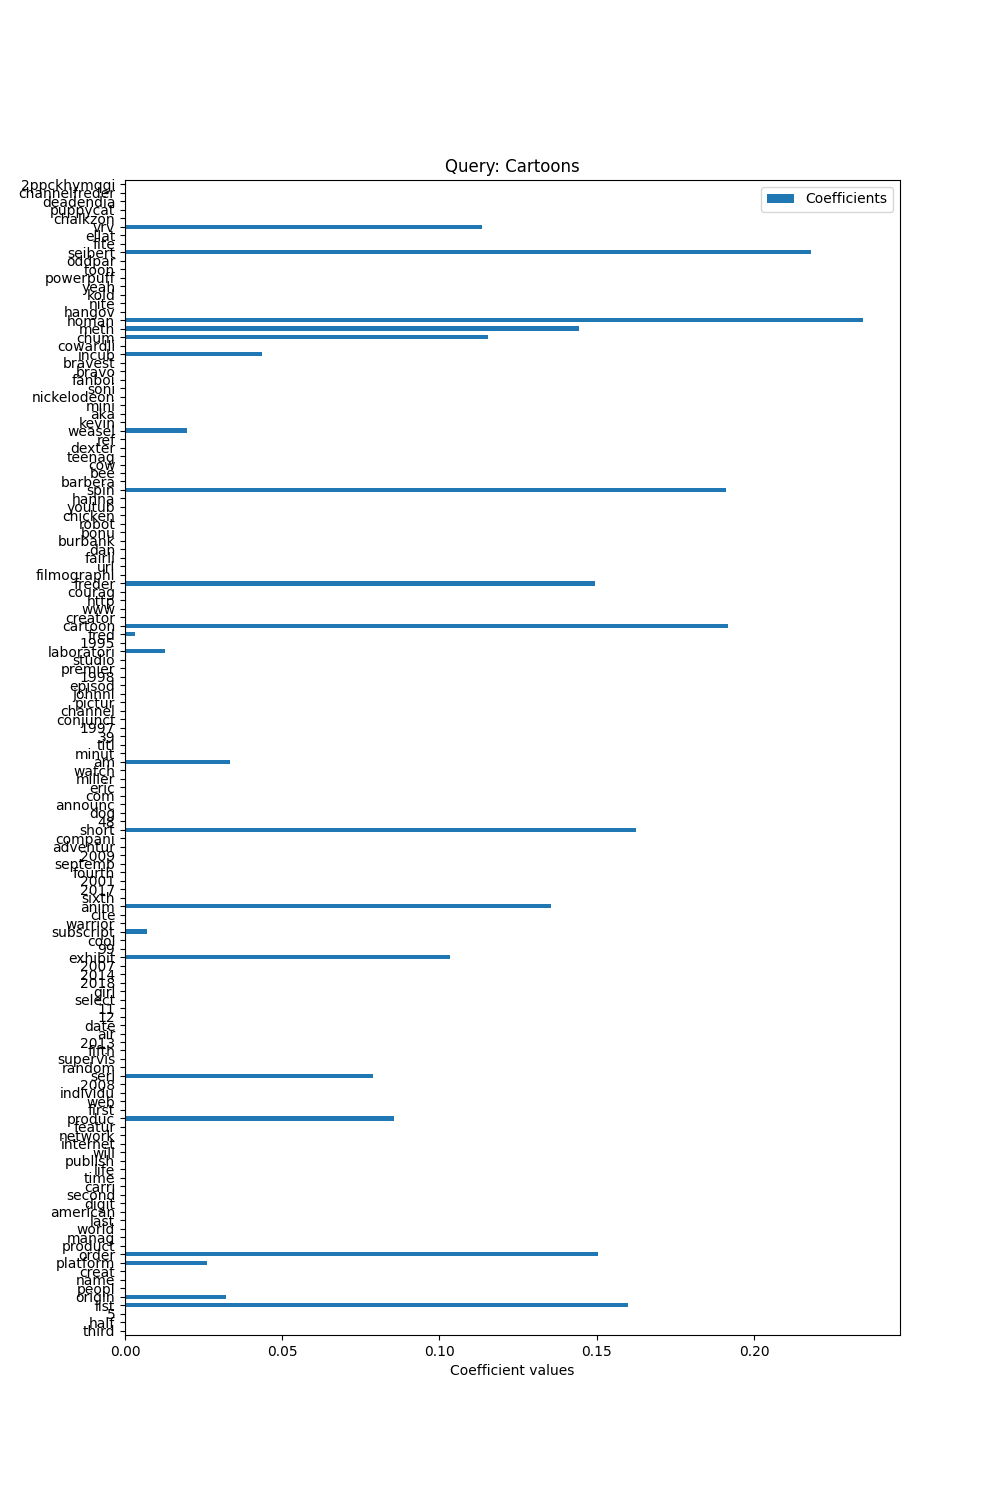 Query: Cartoons
Coefficients
2ppckhymqgi
channelfreder
deadendia
puppycat
chalkzon
vrv
eliat
fite
seibert
oddpar
toon
powerpuff
yeah
kold
nite
hangov
homan
meth
chum
cowardli
incub
bravest
bravo
fanboi
soni
nickelodeon
mini
aka
kevin
weasel
ref
dexter
teenag
cow
bee
barbera
spin
hanna
youtub
chicken
robot
bonu
burbank
dan
fairli
url
filmographi
freder
courag
http
www
creator
cartoon
fred
1995
laboratori
studio
premier
1998
episod
johnni
pictur
channel
conjunct
1997
39
titl
minut
am
watch
miller
eric
com
announc
dog
48
short
compani
adventur
2009
septemb
fourth
2001
2017
sixth
anim
cite
warrior
subscript
cool
99
exhibit
2007
2014
2018
girl
select
11
12
date
air
2013
fifth
supervis
random
seri
2008
individu
web
first
produc
featur
network
internet
will
publish
life
time
carri
second
digit
american
last
world
manag
product
order
platform
creat
name
peopl
origin
list
5
half
third
0.00 0.05 0.10 0.15 0.20
Coefficient values